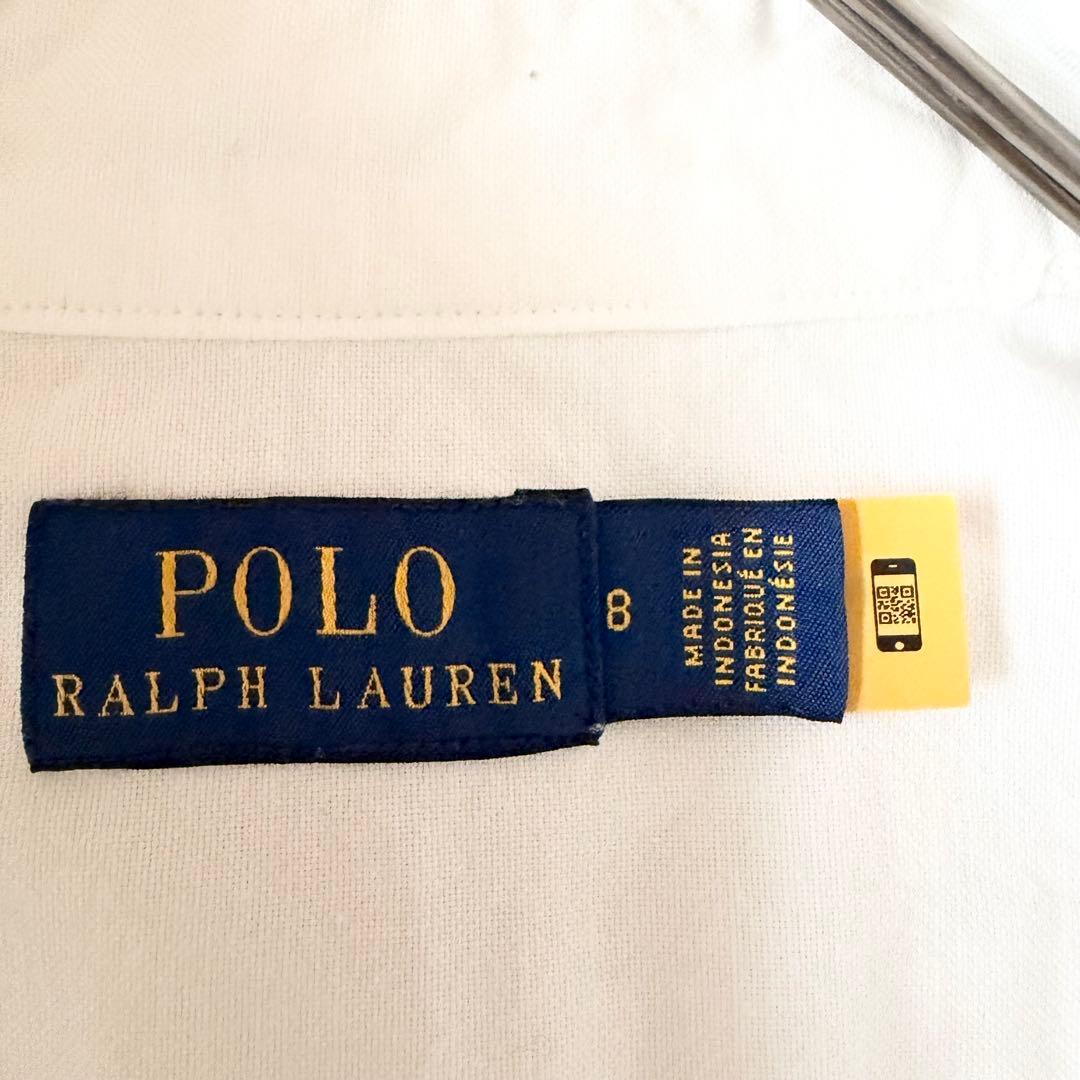 POLO
RALPH LAUREN
8
MADE IN
INDONESIA
FABRIQUÉ EN
INDONÉSIE